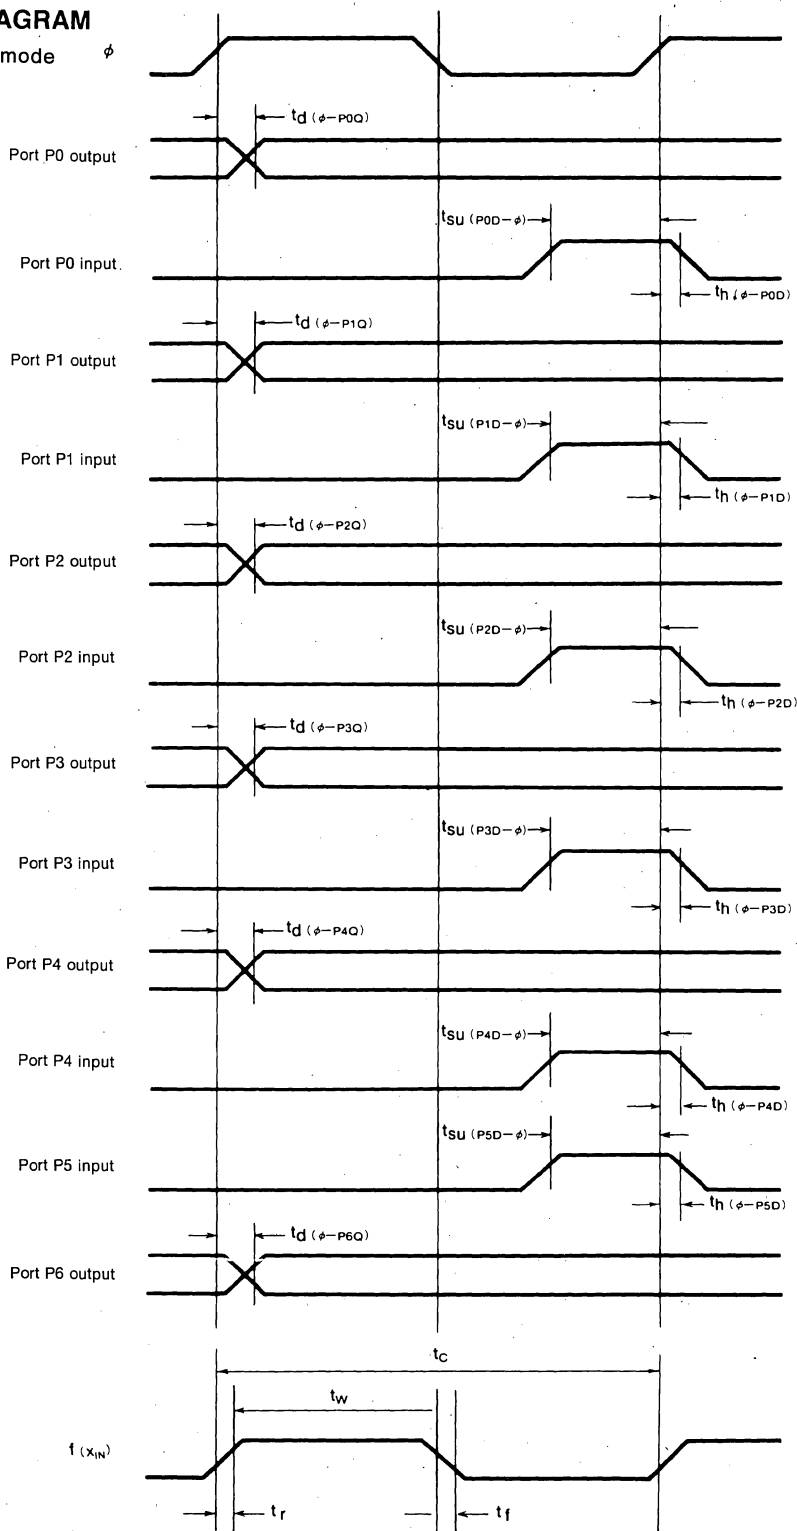 AGRAM
mode φ
td (φ−P0Q)
Port P0 output
tsu (P0D−φ)
Port P0 input
th (φ−P0D)
td (φ−P1Q)
Port P1 output
tsu (P1D−φ)
Port P1 input
th (φ−P1D)
td (φ−P2Q)
Port P2 output
tsu (P2D−φ)
Port P2 input
th (φ−P2D)
td (φ−P3Q)
Port P3 output
tsu (P3D−φ)
Port P3 input
th (φ−P3D)
td (φ−P4Q)
Port P4 output
tsu (P4D−φ)
Port P4 input
th (φ−P4D)
tsu (P5D−φ)
Port P5 input
th (φ−P5D)
td (φ−P6Q)
Port P6 output
tC
tW
f (XIN)
tr
tf